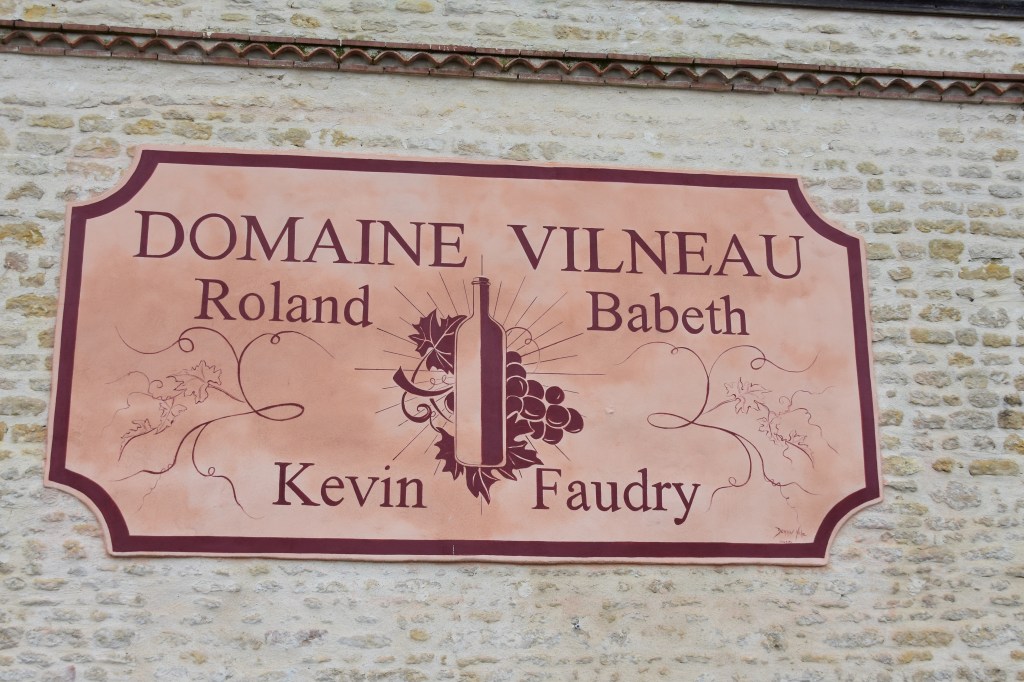 DOMAINE VILNEAU
Roland Babeth
Kevin Faudry